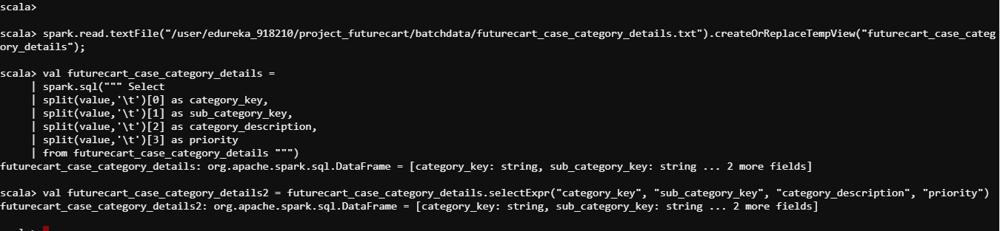 scala>
scala> spark.read.textFile("/user/edureka_918210/project_futurecart/batchdata/futurecart_case_category_details.txt").createOrReplaceTempView("futurecart_case_categ
ory_details");
scala> val futurecart_case_category_details =
     | spark.sql(""" Select
     | split(value,'\t')[0] as category_key,
     | split(value,'\t')[1] as sub_category_key,
     | split(value,'\t')[2] as category_description,
     | split(value,'\t')[3] as priority
     | from futurecart_case_category_details """)
futurecart_case_category_details: org.apache.spark.sql.DataFrame = [category_key: string, sub_category_key: string ... 2 more fields]
scala> val futurecart_case_category_details2 = futurecart_case_category_details.selectExpr("category_key", "sub_category_key", "category_description", "priority")
futurecart_case_category_details2: org.apache.spark.sql.DataFrame = [category_key: string, sub_category_key: string ... 2 more fields]